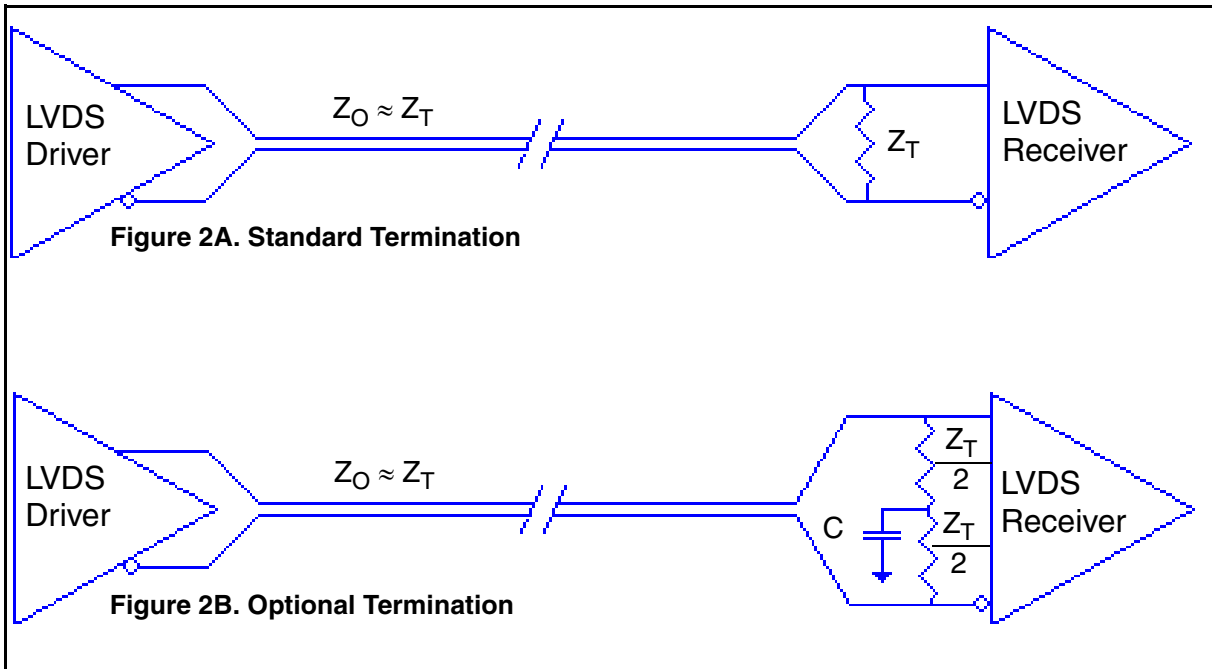 LVDS
Driver
Z_O ≈ Z_T
Z_T
LVDS
Receiver
Figure 2A. Standard Termination
LVDS
Driver
Z_O ≈ Z_T
C
Z_T
2
Z_T
2
LVDS
Receiver
Figure 2B. Optional Termination